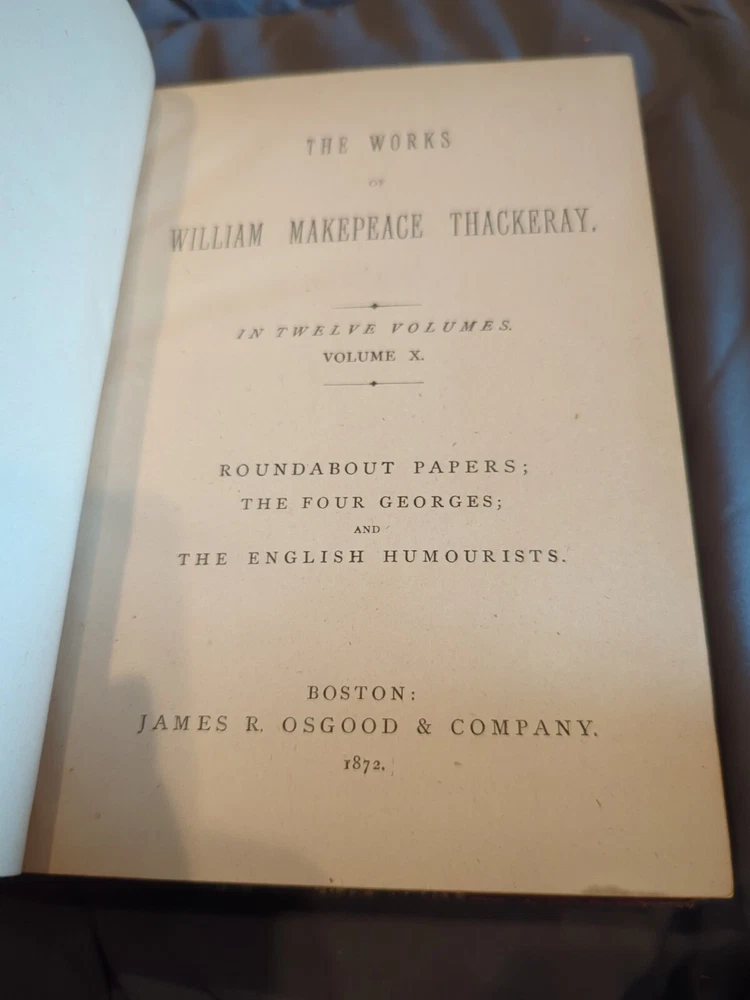 THE WORKS
OF
WILLIAM MAKEPEACE THACKERAY.
IN TWELVE VOLUMES.
VOLUME X.
ROUNDABOUT PAPERS;
THE FOUR GEORGES;
AND
THE ENGLISH HUMOURISTS.
BOSTON:
JAMES R. OSGOOD & COMPANY.
1872.